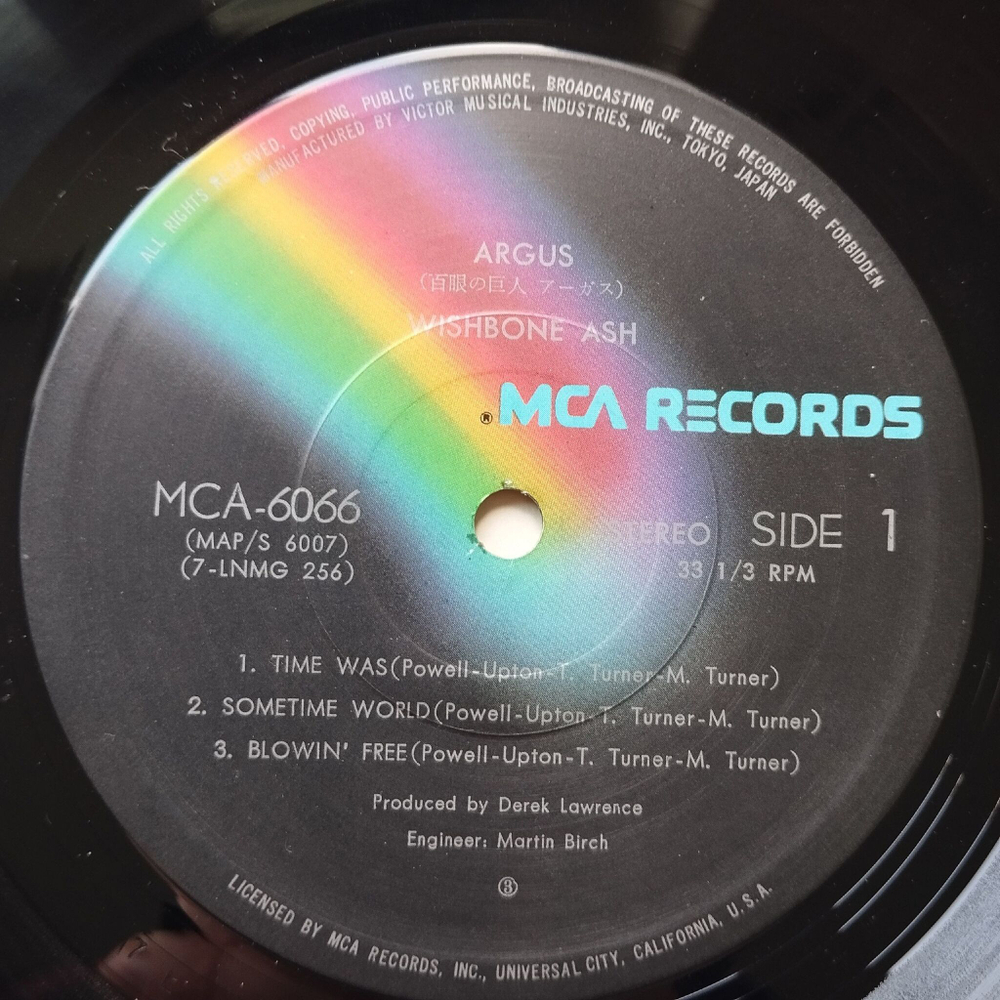 ALL RIGHTS RESERVED, COPYING, PUBLIC PERFORMANCE, BROADCASTING OF THESE RECORDS ARE FORBIDDEN
MANUFACTURED BY VICTOR MUSICAL INDUSTRIES, INC., TOKYO, JAPAN
ARGUS
(百眼の巨人 アーガス)
WISHBONE ASH
® MCA RECORDS
MCA-6066
(MAP/S 6007)
(7-LNMG 256)
STEREO SIDE 1
33 1/3 RPM
1. TIME WAS(Powell-Upton-T. Turner-M. Turner)
2. SOMETIME WORLD(Powell-Upton-T. Turner-M. Turner)
3. BLOWIN' FREE(Powell-Upton-T. Turner-M. Turner)
Produced by Derek Lawrence
Engineer: Martin Birch
③
LICENSED BY MCA RECORDS, INC., UNIVERSAL CITY, CALIFORNIA, U.S.A.